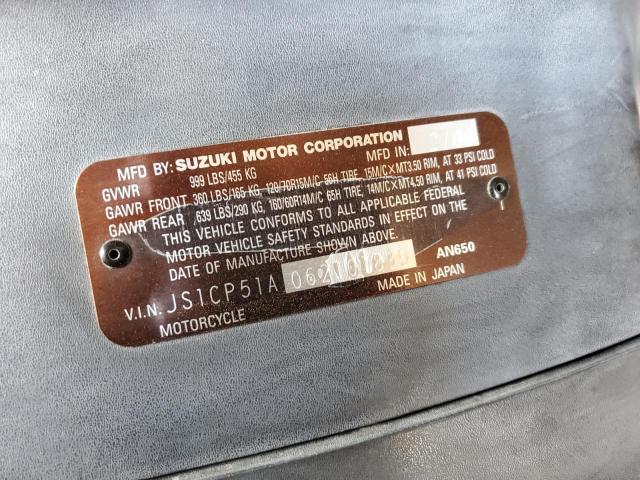 MFD BY: SUZUKI MOTOR CORPORATION MFD IN:
GVWR 999 LBS/455 KG
GAWR FRONT 360 LBS/165 KG, 120/70R15M/C 56H TIRE, 15M/C×MT3.50 RIM, AT 33 PSI COLD
GAWR REAR 639 LBS/290 KG, 160/60R14M/C 65H TIRE, 14M/C×MT4.50 RIM, AT 41 PSI COLD
THIS VEHICLE CONFORMS TO ALL APPLICABLE FEDERAL
MOTOR VEHICLE SAFETY STANDARDS IN EFFECT ON THE
DATE OF MANUFACTURE SHOWN ABOVE.
AN650
V.I.N. JS1CP51A
MOTORCYCLE MADE IN JAPAN